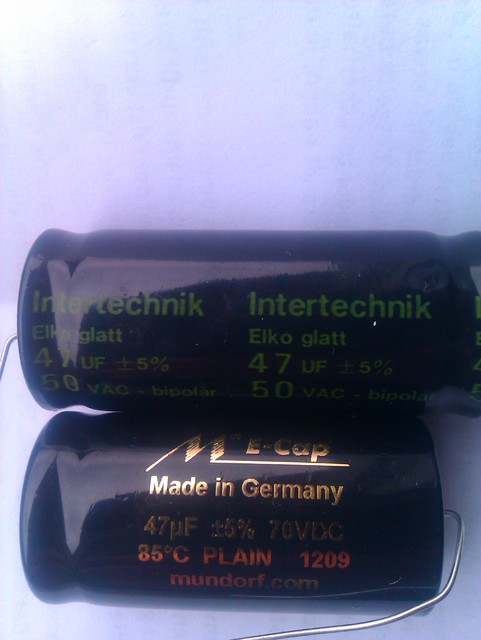 Intertechnik Intertechnik
Elko glatt Elko glatt
47 UF ±5% 47 UF ±5%
50 VAC - bipolar 50 VAC - bipolar
M E-Cap
Made in Germany
47µF ±5% 70VDC
85°C PLAIN 1209
mundorf.com